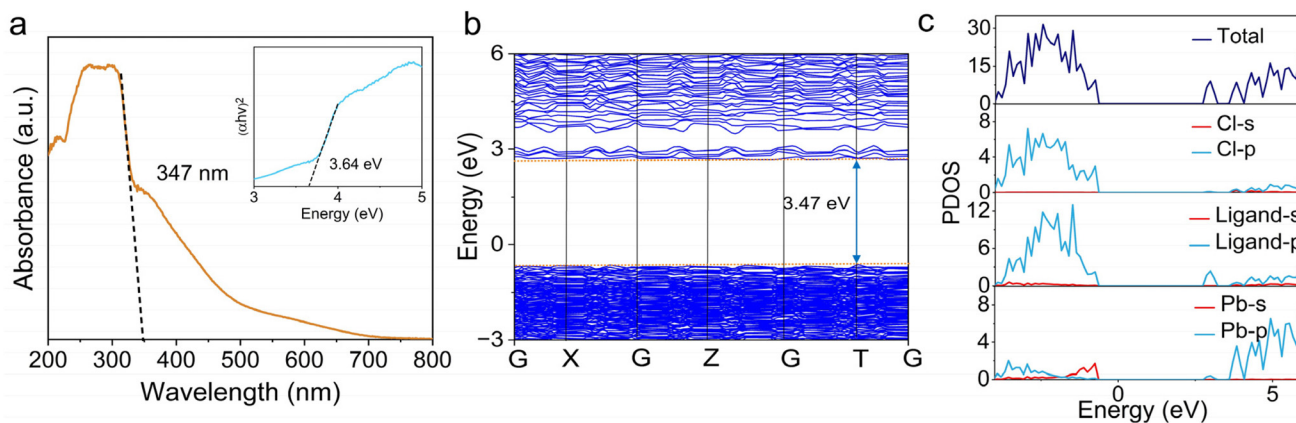 a
Absorbance (a.u.)
347 nm
200 300 400 500 600 700 800
Wavelength (nm)
(αhν)²
3.64 eV
3 4 5
Energy (eV)
b
Energy (eV)
6
3
0
−3
3.47 eV
G X G Z G T G
c
PDOS
30
15
0
Total
8
4
0
Cl-s
Cl-p
12
6
0
Ligand-s
Ligand-p
8
4
0
Pb-s
Pb-p
0 5
Energy (eV)